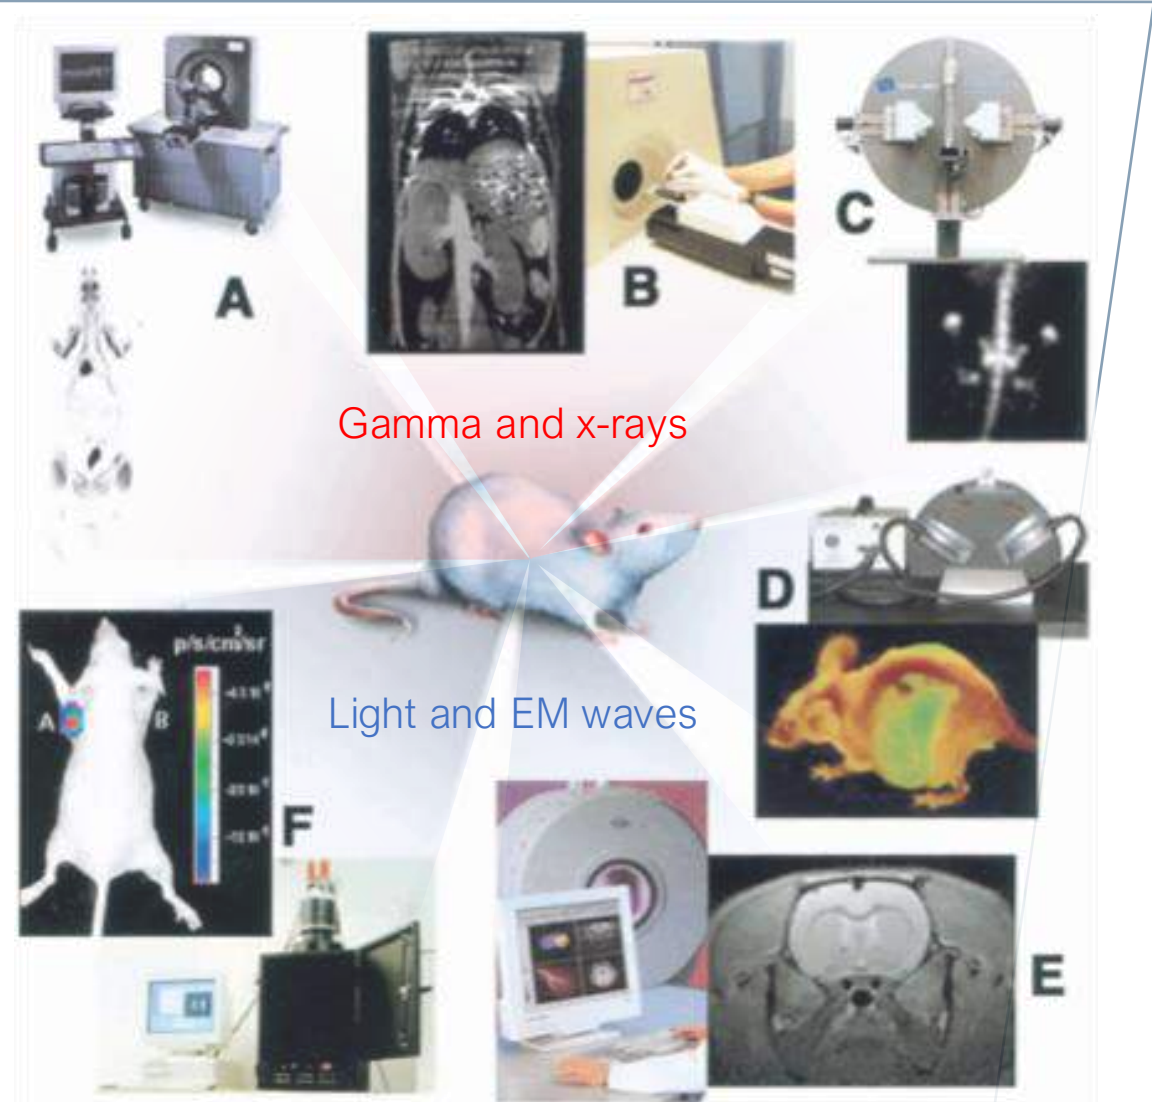 A
B
C
Gamma and x-rays
D
p/s/cm²/sr
A
B
Light and EM waves
F
E